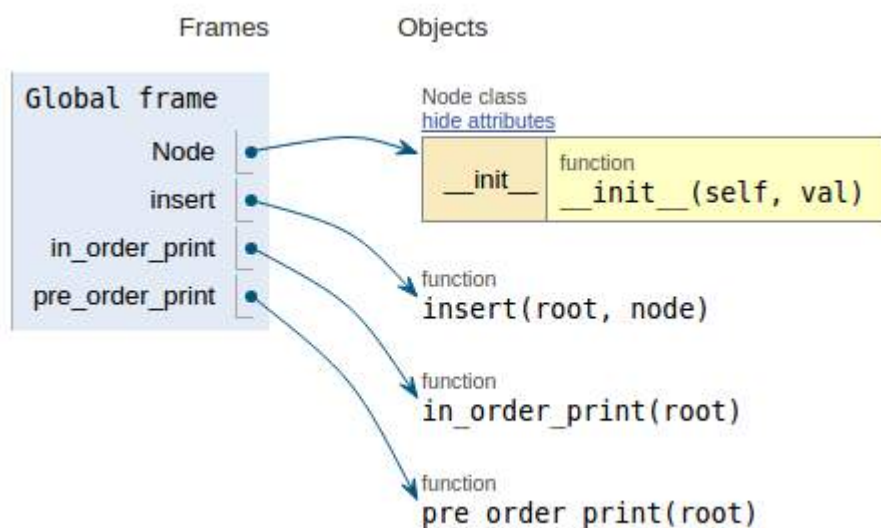 Frames Objects
Global frame
Node
insert
in_order_print
pre_order_print
Node class
hide attributes
__init__
function
__init__(self, val)
function
insert(root, node)
function
in_order_print(root)
function
pre_order_print(root)